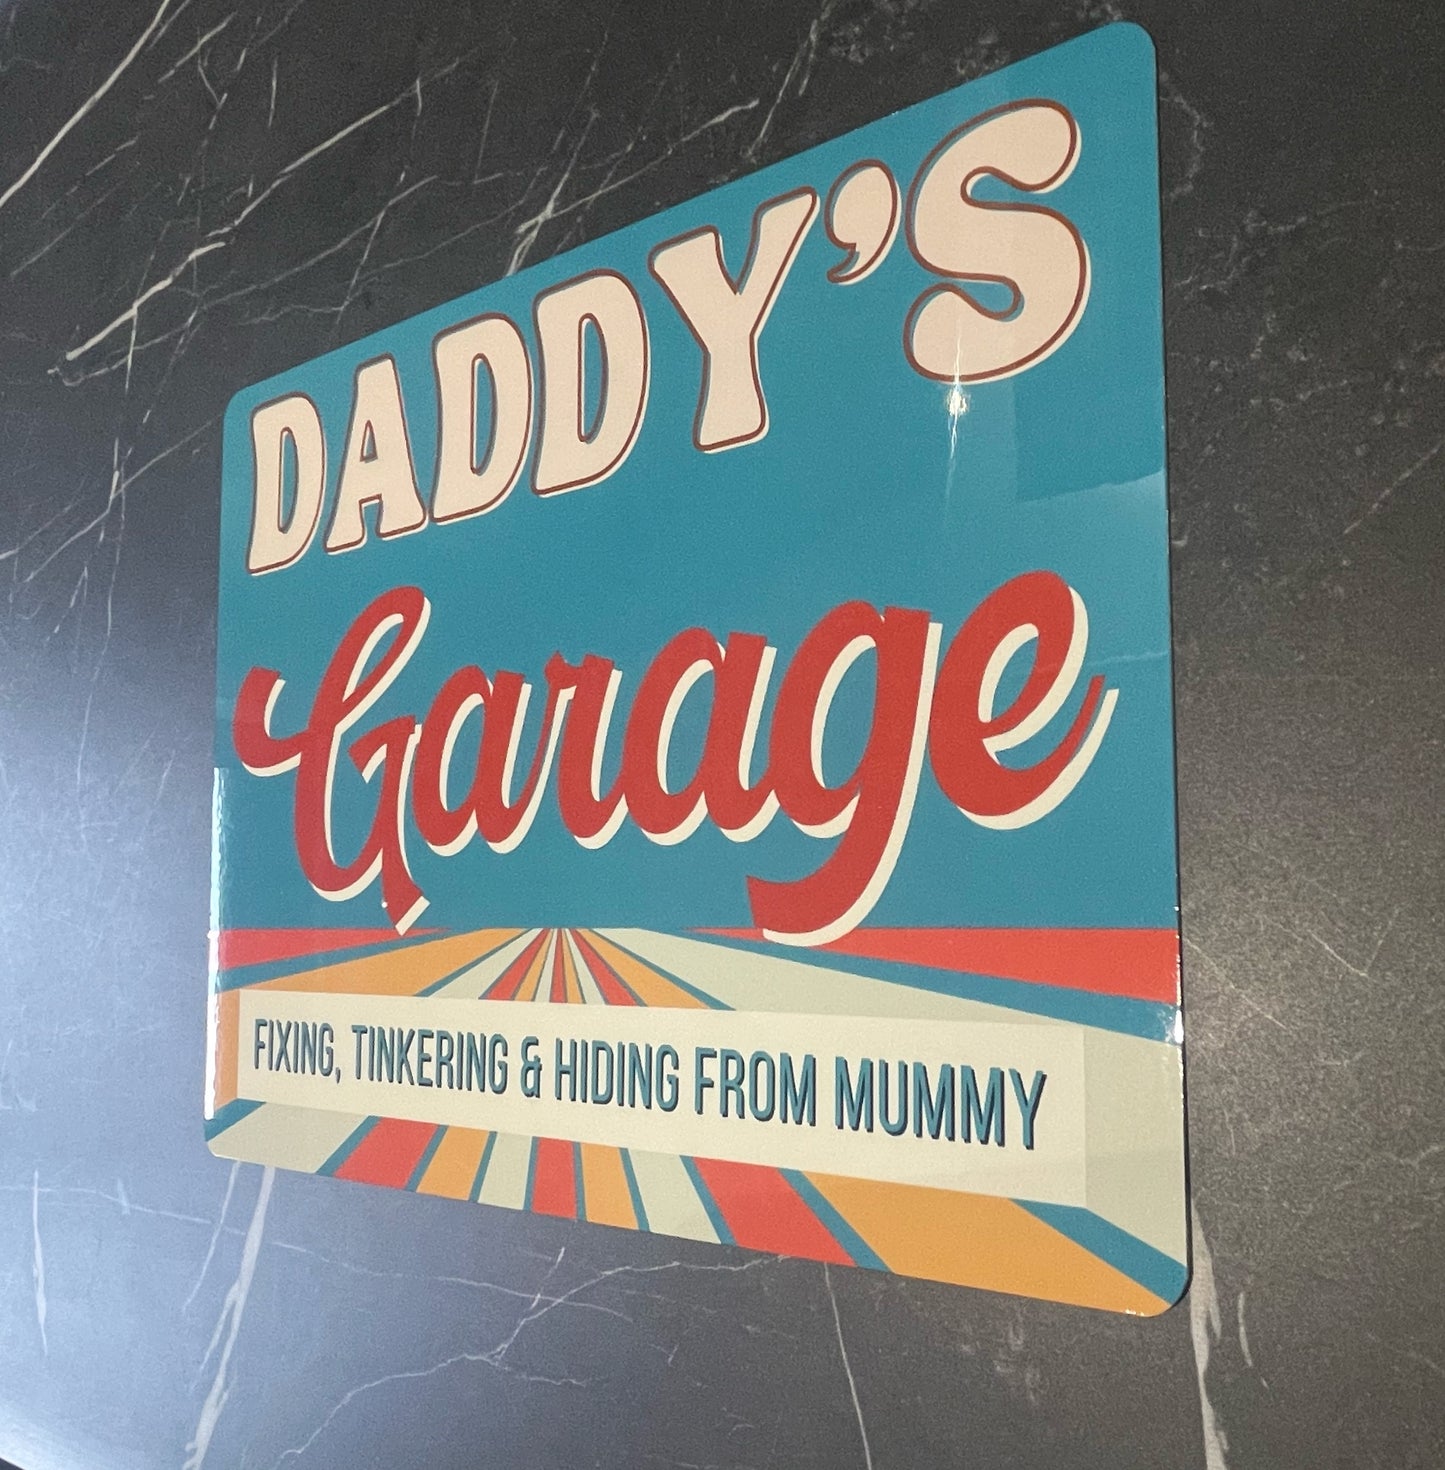 DADDY'S
Garage
FIXING, TINKERING & HIDING FROM MUMMY